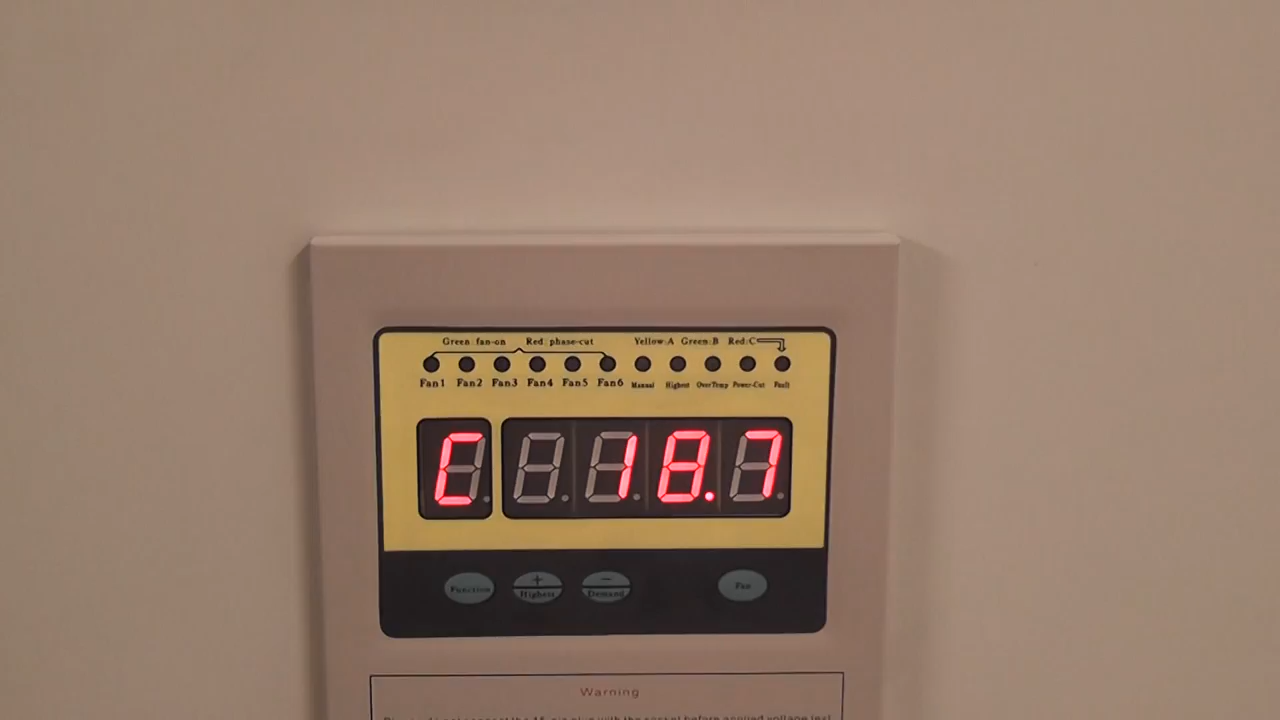 Green: fan-on Red: phase-cut Yellow:A Green:B Red:C
Fan1 Fan2 Fan3 Fan4 Fan5 Fan6 Manual Highest OverTemp Power-Cut Fault
C 18.7
Function + Highest − Demand Fan
Warning